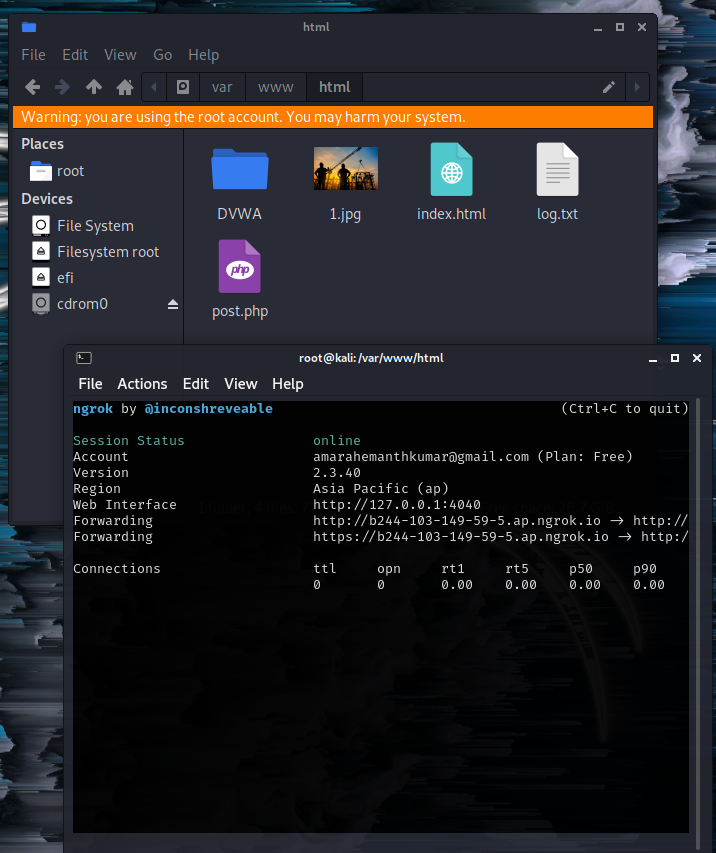 html
File Edit View Go Help
var www html
Warning: you are using the root account. You may harm your system.
Places
root
Devices
File System
Filesystem root
efi
cdrom0
DVWA 1.jpg index.html log.txt
php
post.php
root@kali:/var/www/html
File Actions Edit View Help
ngrok by @inconshreveable (Ctrl+C to quit)
Session Status online
Account amarahemanthkumar@gmail.com (Plan: Free)
Version 2.3.40
Region Asia Pacific (ap)
Web Interface http://127.0.0.1:4040
Forwarding http://b244-103-149-59-5.ap.ngrok.io → http://
Forwarding https://b244-103-149-59-5.ap.ngrok.io → http:/
Connections ttl opn rt1 rt5 p50 p90
0 0 0.00 0.00 0.00 0.00